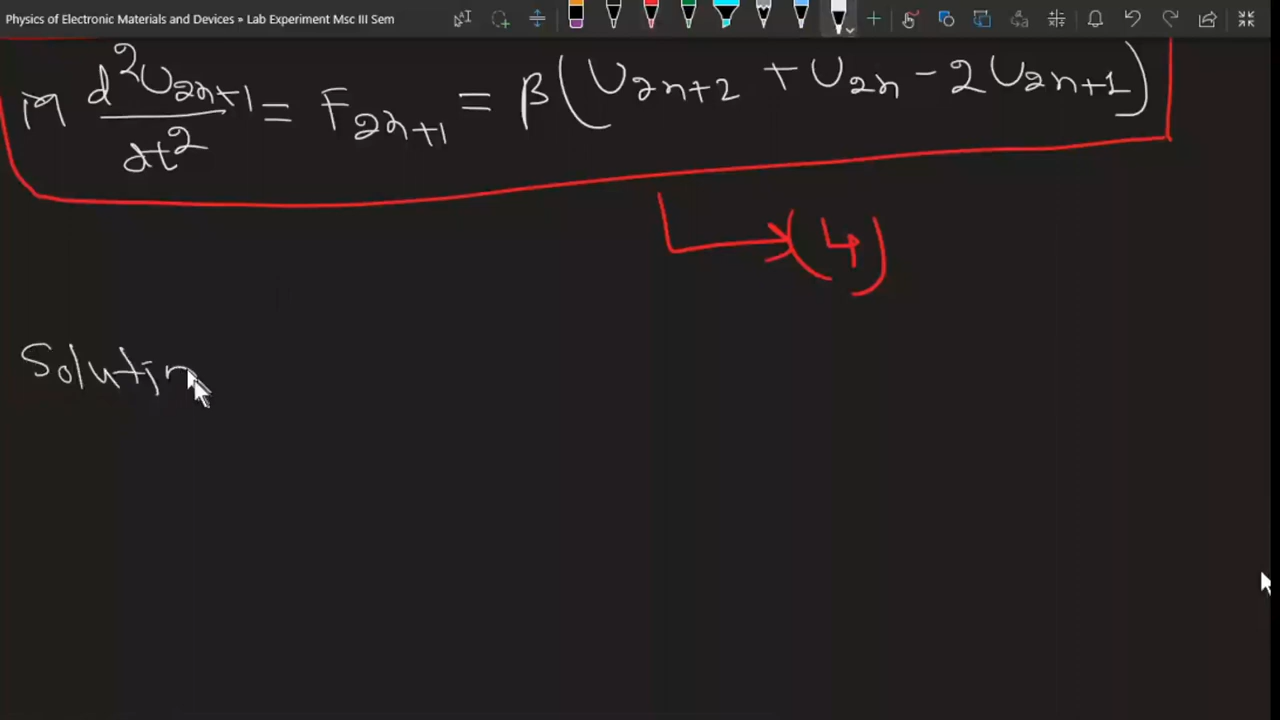 Physics of Electronic Materials and Devices » Lab Experiment Msc III Sem
m d²U₂ₙ₊₁/dt² = F₂ₙ₊₁ = β(U₂ₙ₊₂ + U₂ₙ - 2U₂ₙ₊₁)
(4)
Solutin